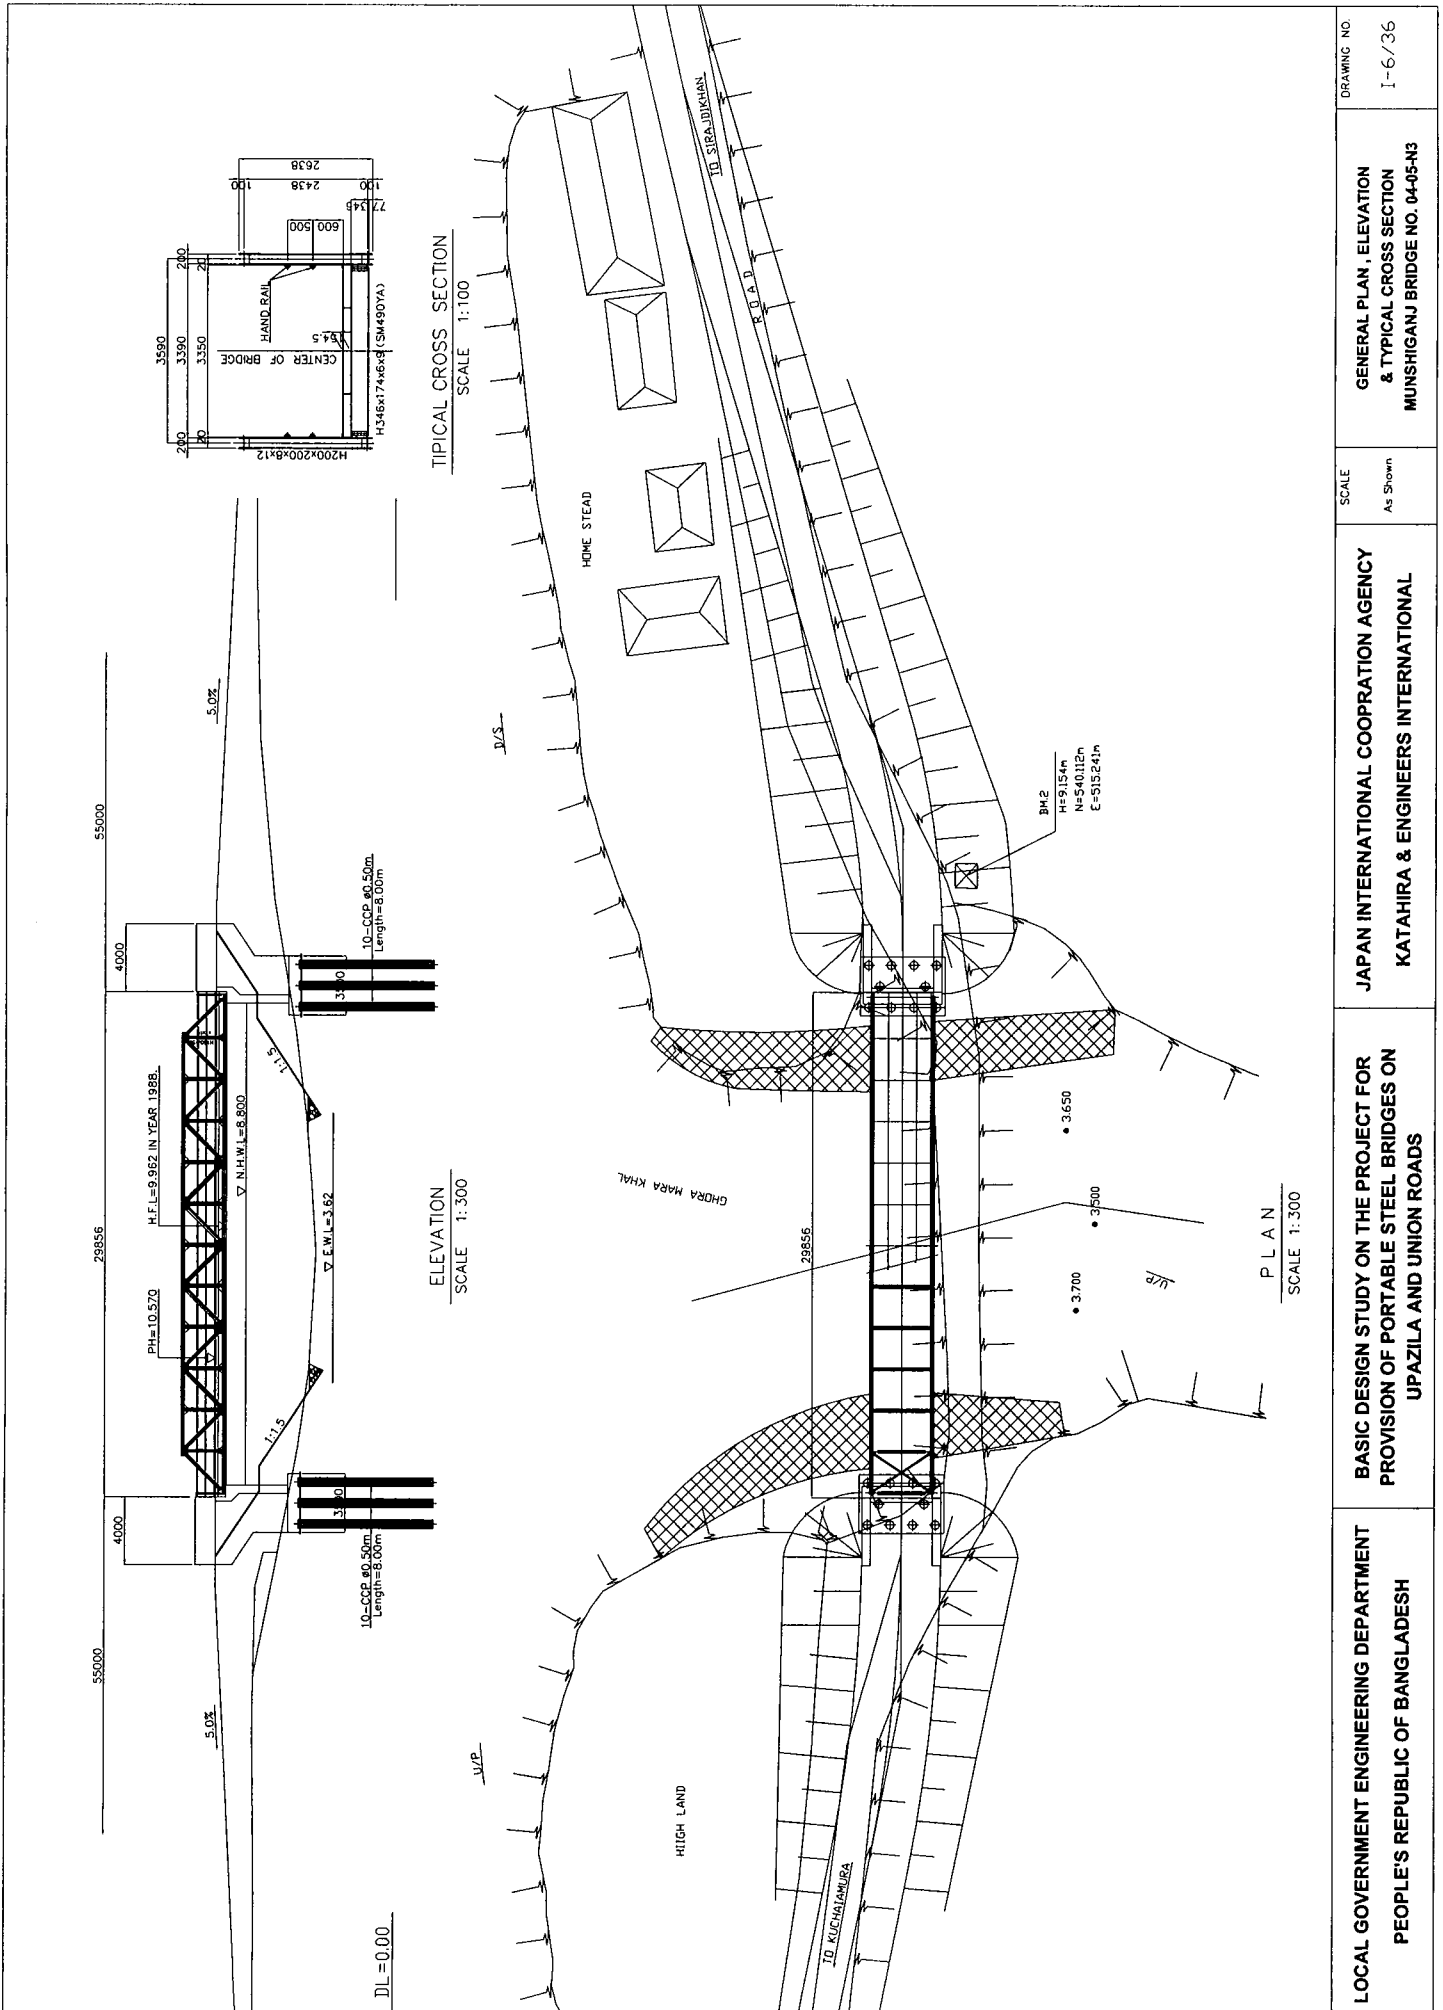 55000
29856
55000
4000
4000
5.0%
5.0%
PH=10.570
H.F.L=9.962 IN YEAR 1988.
N.H.W.L=8.800
E.W.L=3.62
1:1.5
1:1.5
3500
3500
10-CCP ø0.50m
Length=8.00m
10-CCP ø0.50m
Length=8.00m
DL=0.00
ELEVATION
SCALE 1:300
3590
200
3390
200
20
3350
20
HAND RAIL
CENTER OF BRIDGE
164.5
H200x200x8x12
H346x174x6x9 (SM490YA)
2638
100
2438
100
500
600
77
346
TIPICAL CROSS SECTION
SCALE 1:100
U/P
D/S
HIIGH LAND
HOME STEAD
GHORA MARA KHAL
29856
TO KUCHAIAMURA
TO SIRAJDIKHAN
ROAD
BM.2
H=9.154m
N=540.112m
E=515.241m
3.700
3.500
3.650
U/P
PLAN
SCALE 1:300
LOCAL GOVERNMENT ENGINEERING DEPARTMENT
PEOPLE'S REPUBLIC OF BANGLADESH
BASIC DESIGN STUDY ON THE PROJECT FOR
PROVISION OF PORTABLE STEEL BRIDGES ON
UPAZILA AND UNION ROADS
JAPAN INTERNATIONAL COOPRATION AGENCY
KATAHIRA & ENGINEERS INTERNATIONAL
SCALE
As Shown
GENERAL PLAN, ELEVATION
& TYPICAL CROSS SECTION
MUNSHIGANJ BRIDGE NO. 04-05-N3
DRAWING NO.
I-6/36